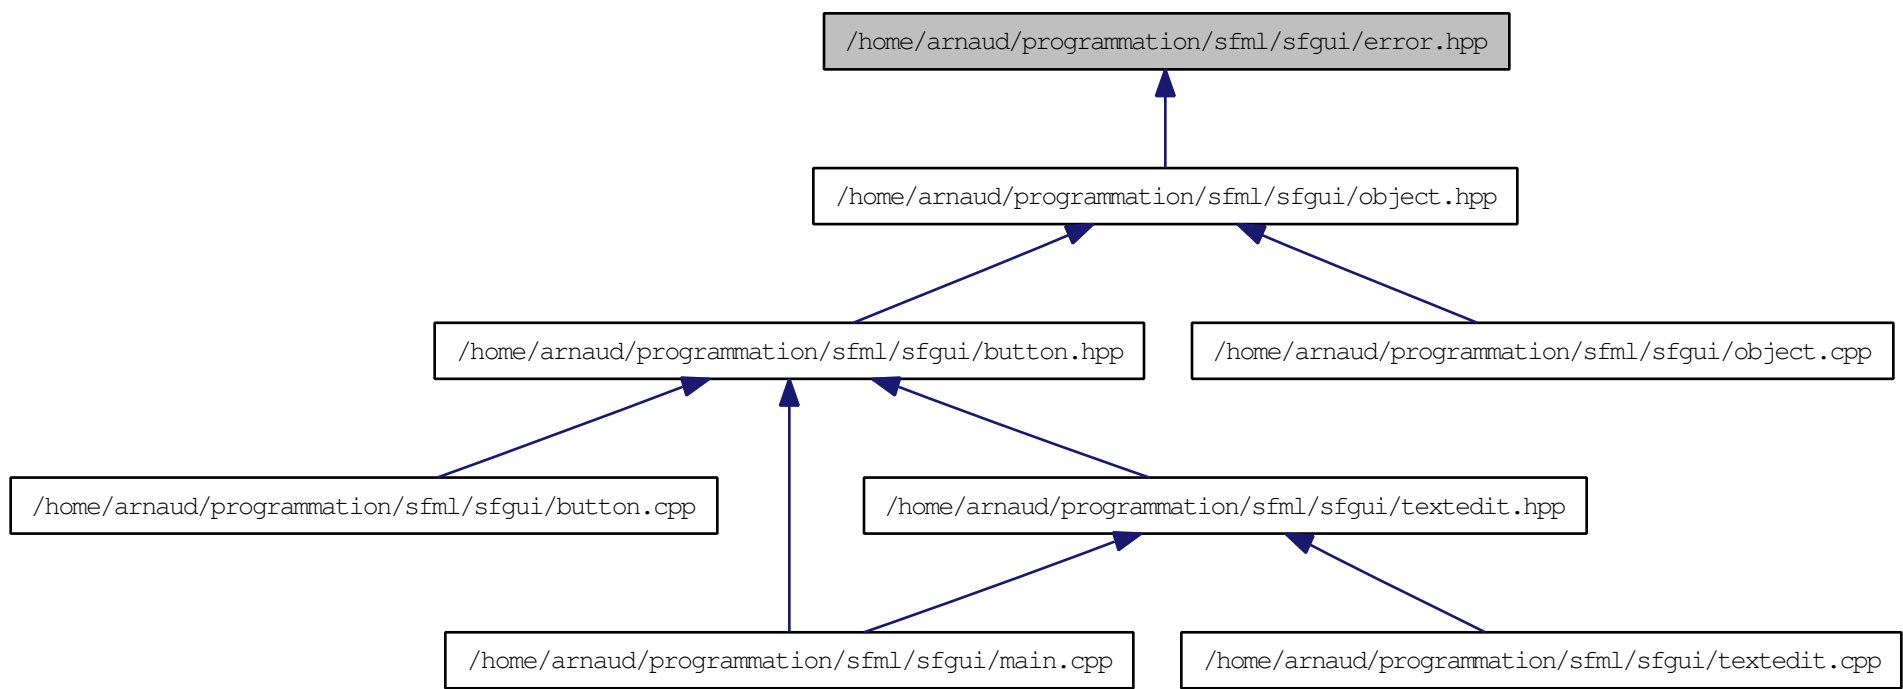 /home/arnaud/programmation/sfml/sfgui/error.hpp
/home/arnaud/programmation/sfml/sfgui/object.hpp
/home/arnaud/programmation/sfml/sfgui/button.hpp
/home/arnaud/programmation/sfml/sfgui/object.cpp
/home/arnaud/programmation/sfml/sfgui/button.cpp
/home/arnaud/programmation/sfml/sfgui/textedit.hpp
/home/arnaud/programmation/sfml/sfgui/main.cpp
/home/arnaud/programmation/sfml/sfgui/textedit.cpp